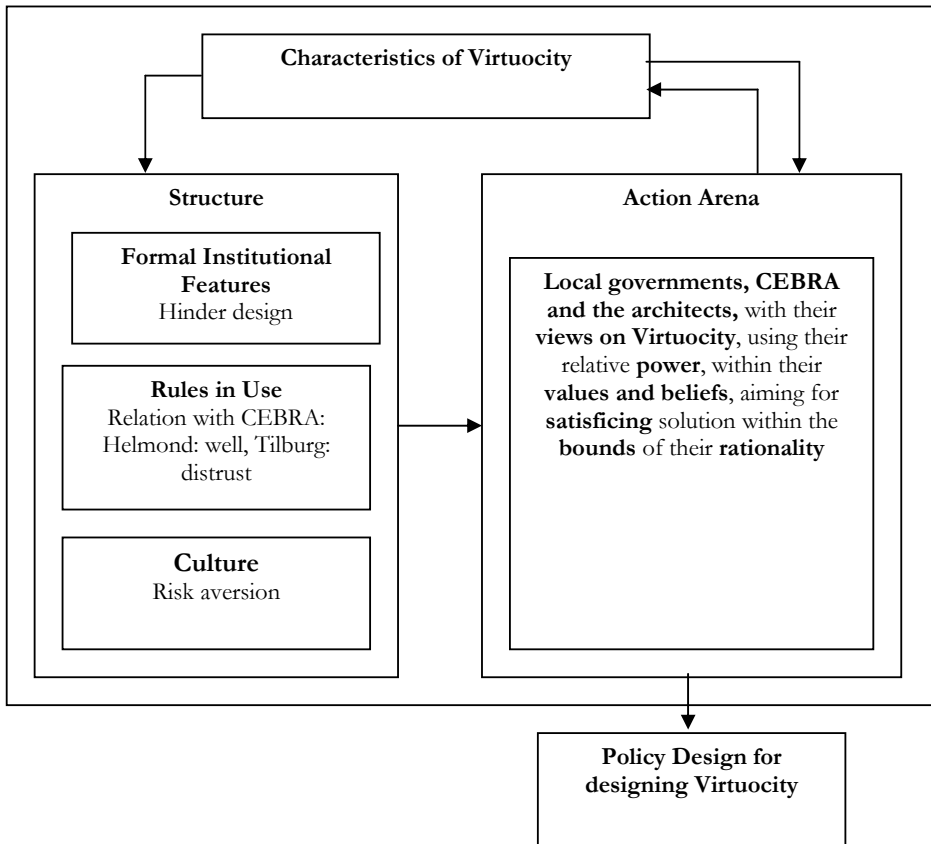 Characteristics of Virtuocity
Structure
Formal Institutional
Features
Hinder design
Rules in Use
Relation with CEBRA:
Helmond: well, Tilburg:
distrust
Culture
Risk aversion
Action Arena
Local governments, CEBRA
and the architects, with their
views on Virtuocity, using their
relative power, within their
values and beliefs, aiming for
satisficing solution within the
bounds of their rationality
Policy Design for
designing Virtuocity